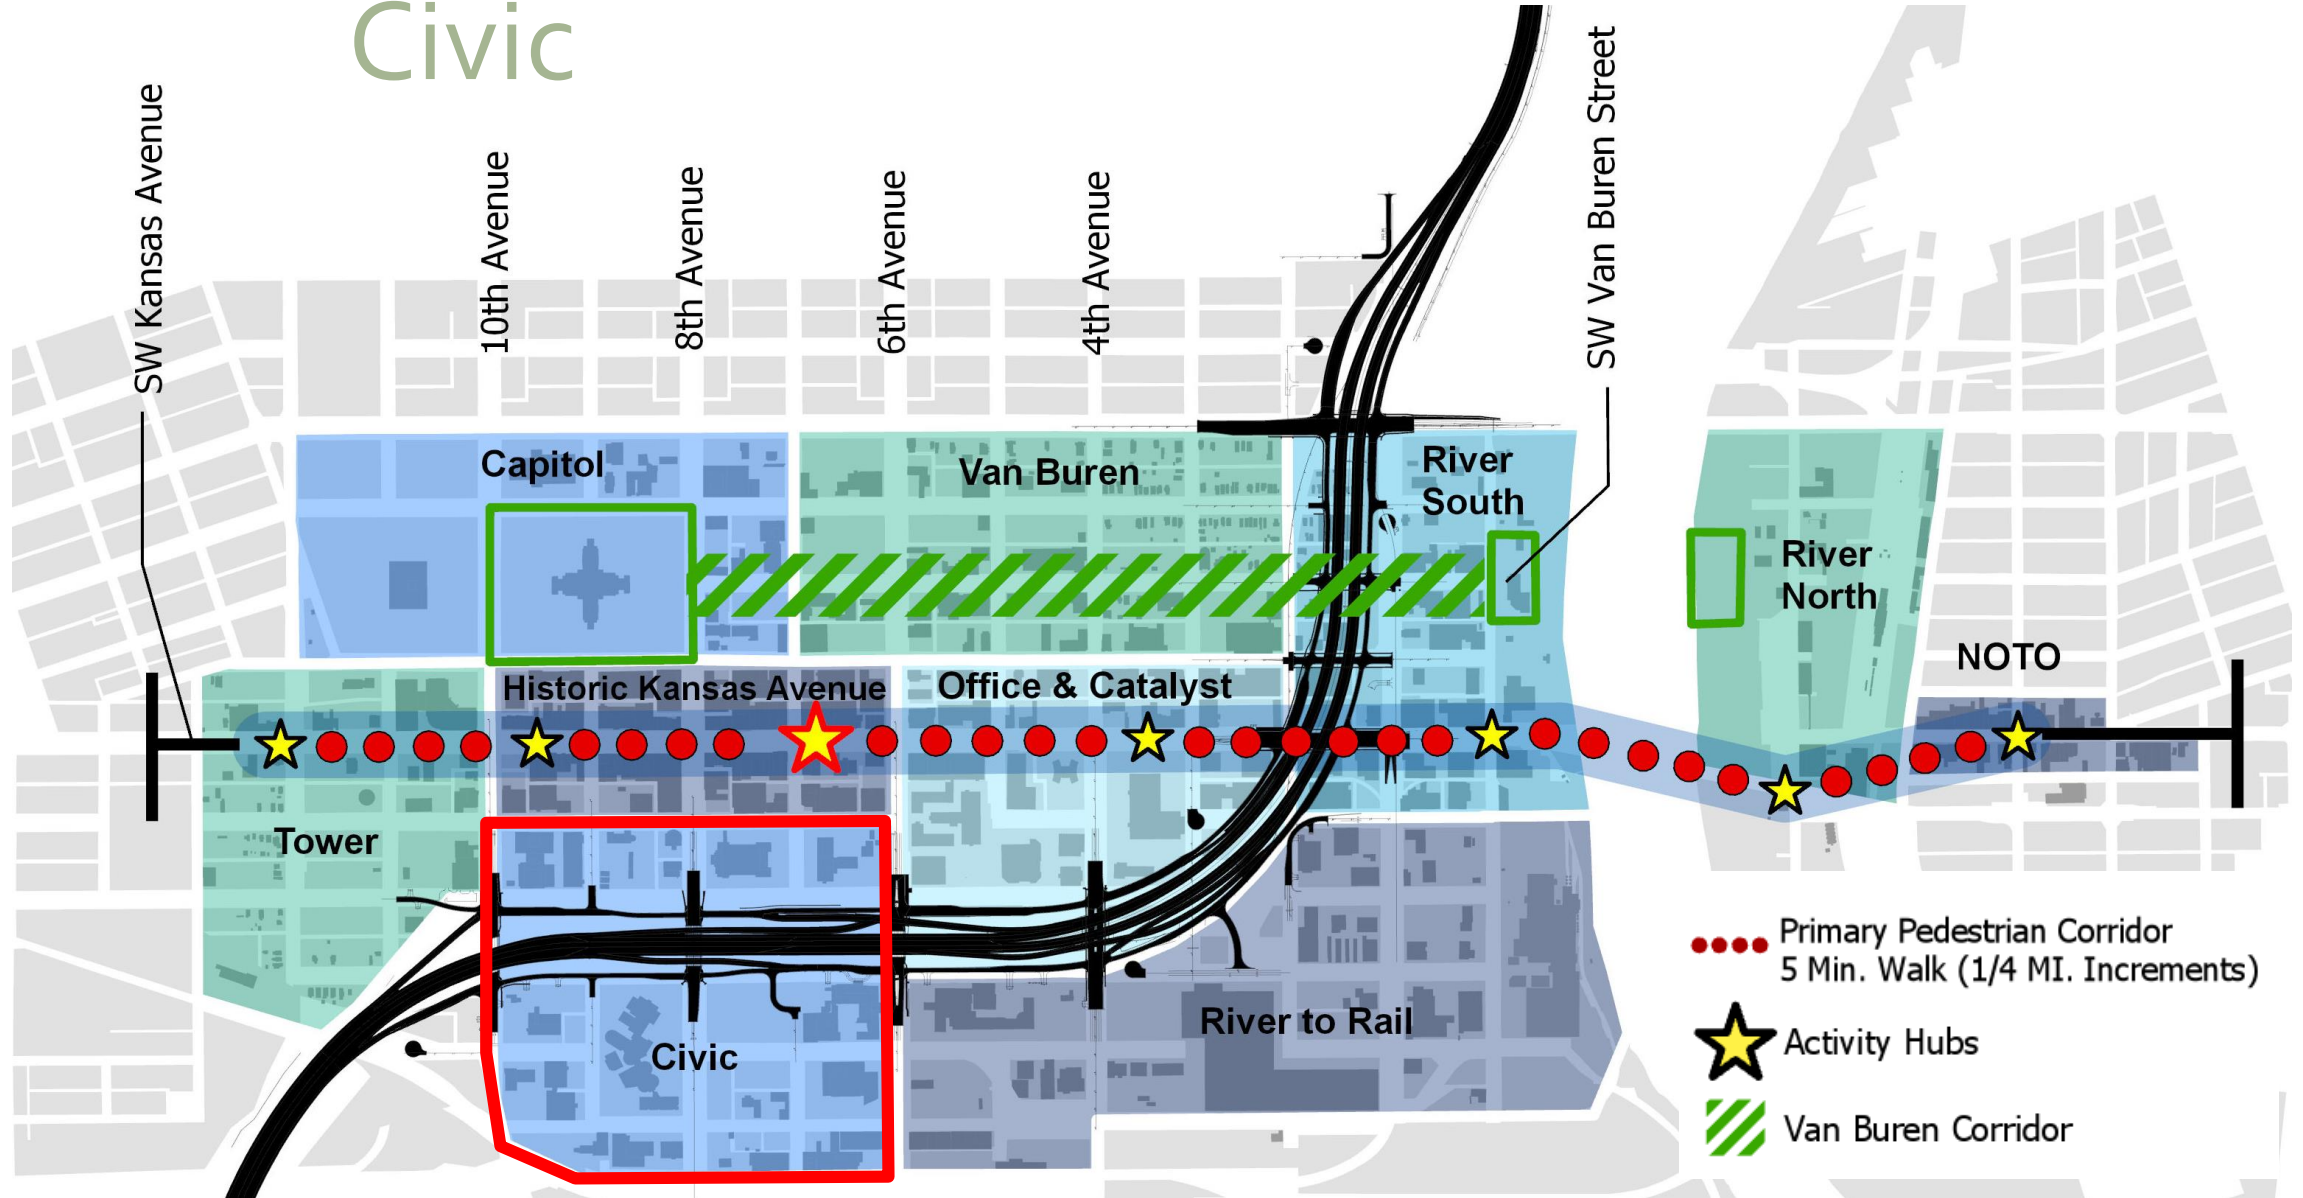 Civic
SW Kansas Avenue
10th Avenue
8th Avenue
6th Avenue
4th Avenue
SW Van Buren Street
Capitol
Van Buren
River
South
River
North
NOTO
Historic Kansas Avenue
Office & Catalyst
Tower
Civic
River to Rail
Primary Pedestrian Corridor
5 Min. Walk (1/4 MI. Increments)
Activity Hubs
Van Buren Corridor